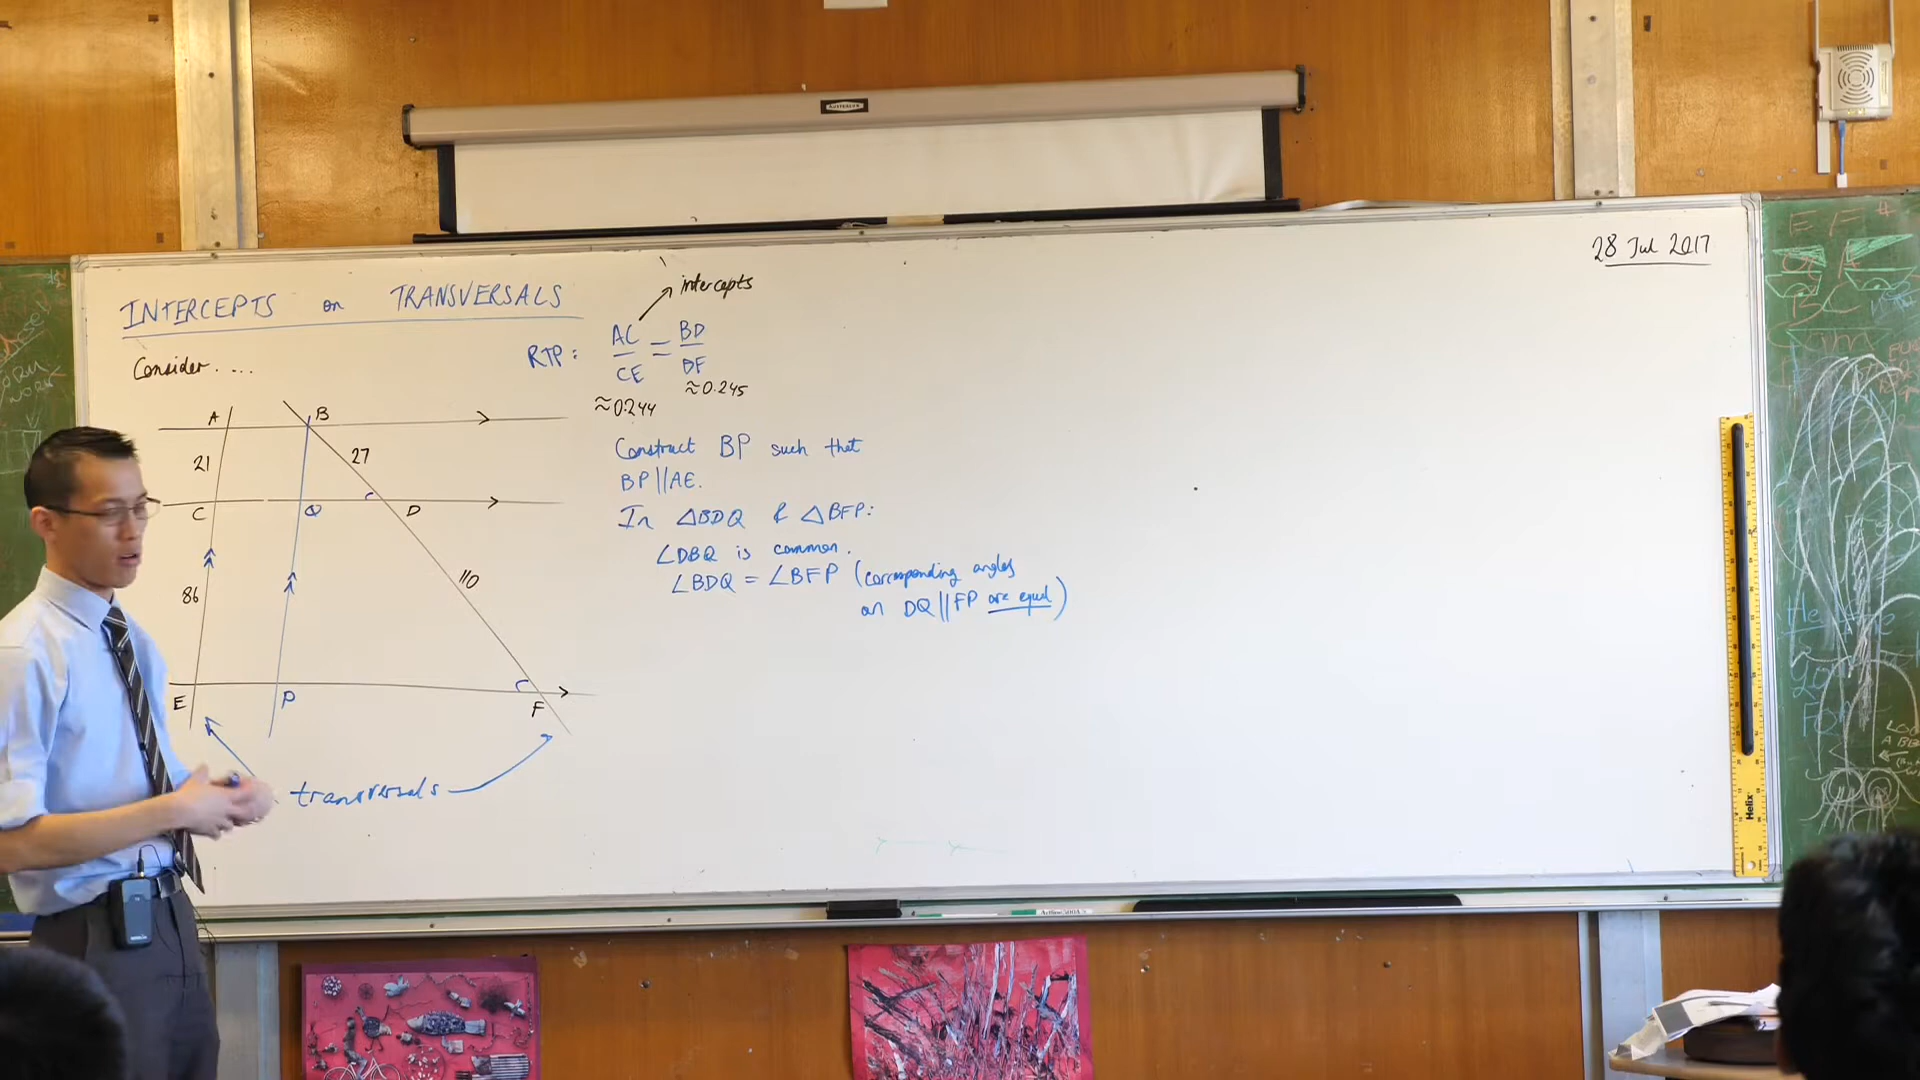 28 Jul 2017
INTERCEPTS on TRANSVERSALS
intercepts
Consider. ...
RTP: AC/CE = BD/DF
≈0.244 ≈0.245
A B
21 27
C Q D
86 110
E P F
transversals
Construct BP such that
BP||AE.
In △BDQ & △BFP:
∠DBQ is common.
∠BDQ = ∠BFP (corresponding angles
on DQ||FP are equal)
Helix